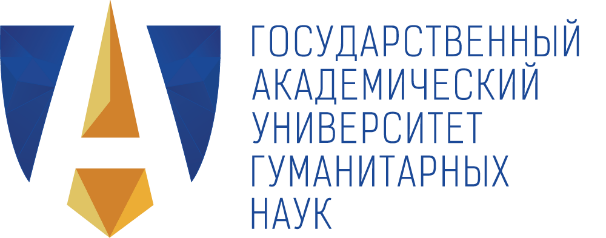 ГОСУДАРСТВЕННЫЙ
АКАДЕМИЧЕСКИЙ
УНИВЕРСИТЕТ
ГУМАНИТАРНЫХ
НАУК